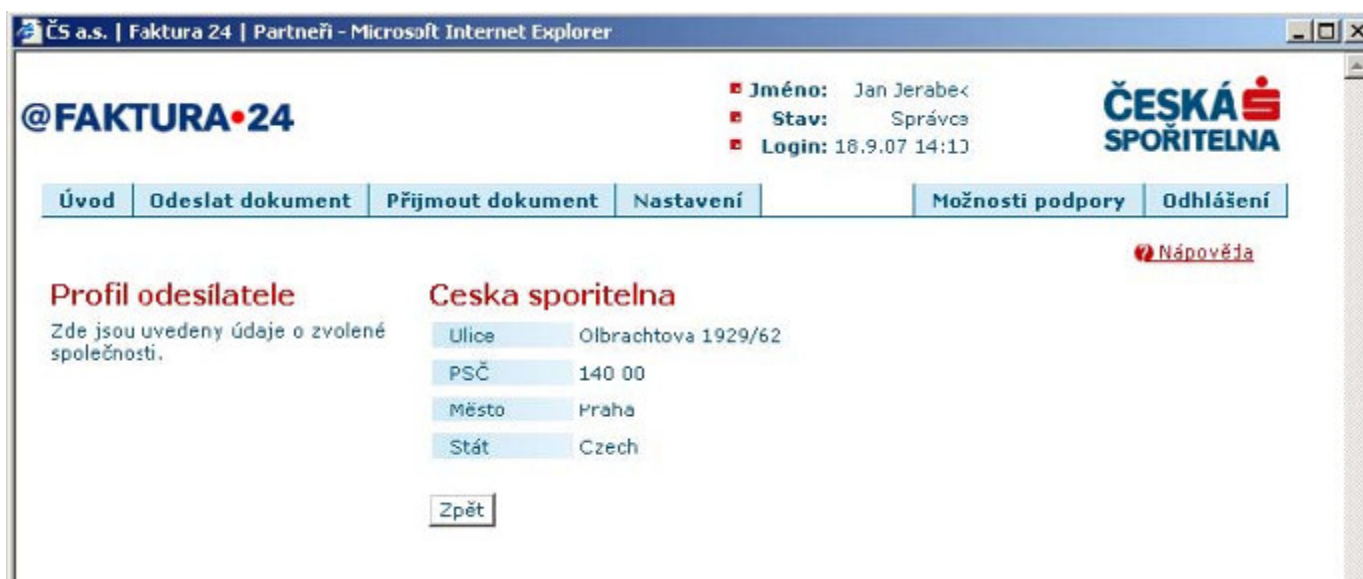 ČS a.s. | Faktura 24 | Partneři - Microsoft Internet Explorer
@FAKTURA•24
Jméno: Jan Jerabek
Stav: Správce
Login: 18.9.07 14:10
ČESKÁ
SPOŘITELNA
Úvod Odeslat dokument Přijmout dokument Nastavení Možnosti podpory Odhlášení
Nápověda
Profil odesílatele
Zde jsou uvedeny údaje o zvolené
společnosti.
Ceska sporitelna
Ulice Olbrachtova 1929/62
PSČ 140 00
Město Praha
Stát Czech
Zpět